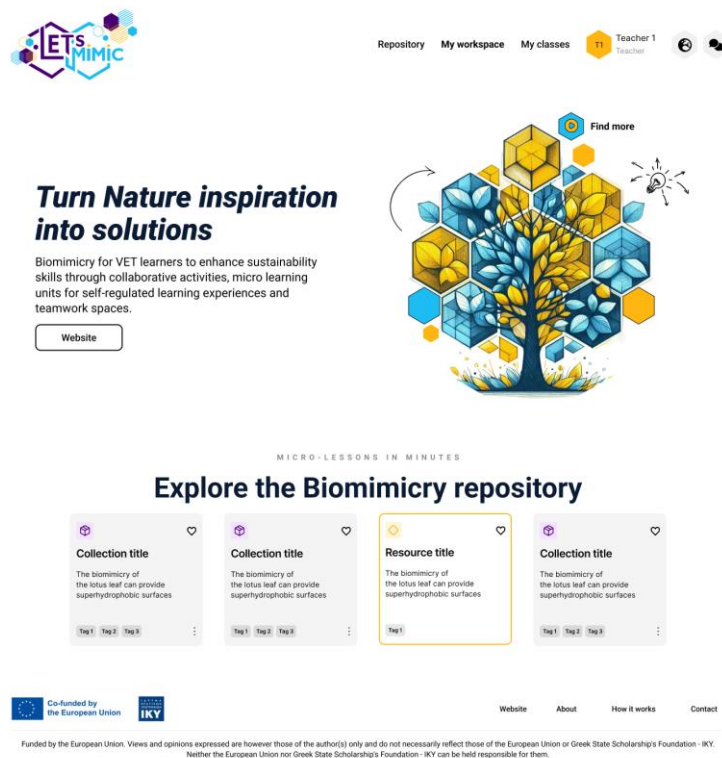 LET'S
MIMIC
Repository My workspace My classes T1 Teacher 1
Teacher
Find more
Turn Nature inspiration
into solutions
Biomimicry for VET learners to enhance sustainability
skills through collaborative activities, micro learning
units for self-regulated learning experiences and
teamwork spaces.
Website
MICRO-LESSONS IN MINUTES
Explore the Biomimicry repository
Collection title
The biomimicry of
the lotus leaf can provide
superhydrophobic surfaces
Tag 1 Tag 2 Tag 3
Collection title
The biomimicry of
the lotus leaf can provide
superhydrophobic surfaces
Tag 1 Tag 2 Tag 3
Resource title
The biomimicry of
the lotus leaf can provide
superhydrophobic surfaces
Tag 1
Collection title
The biomimicry of
the lotus leaf can provide
superhydrophobic surfaces
Tag 1 Tag 2 Tag 3
Co-funded by
the European Union
IKY
Website About How it works Contact
Funded by the European Union. Views and opinions expressed are however those of the author(s) only and do not necessarily reflect those of the European Union or Greek State Scholarship's Foundation - IKY.
Neither the European Union nor Greek State Scholarship's Foundation - IKY can be held responsible for them.